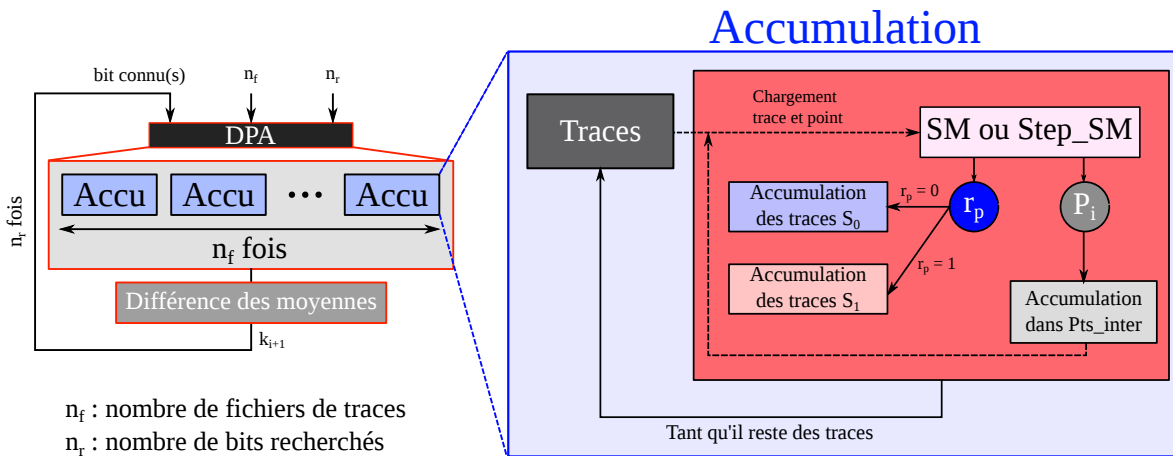 Accumulation
bit connu(s)
n_f
n_r
DPA
Accu
Accu
•••
Accu
n_f fois
n_r fois
Différence des moyennes
k_{i+1}
n_f : nombre de fichiers de traces
n_r : nombre de bits recherchés
Traces
Chargement
trace et point
SM ou Step_SM
r_p
P_i
r_p = 0
r_p = 1
Accumulation
des traces S_0
Accumulation
des traces S_1
Accumulation
dans Pts_inter
Tant qu'il reste des traces